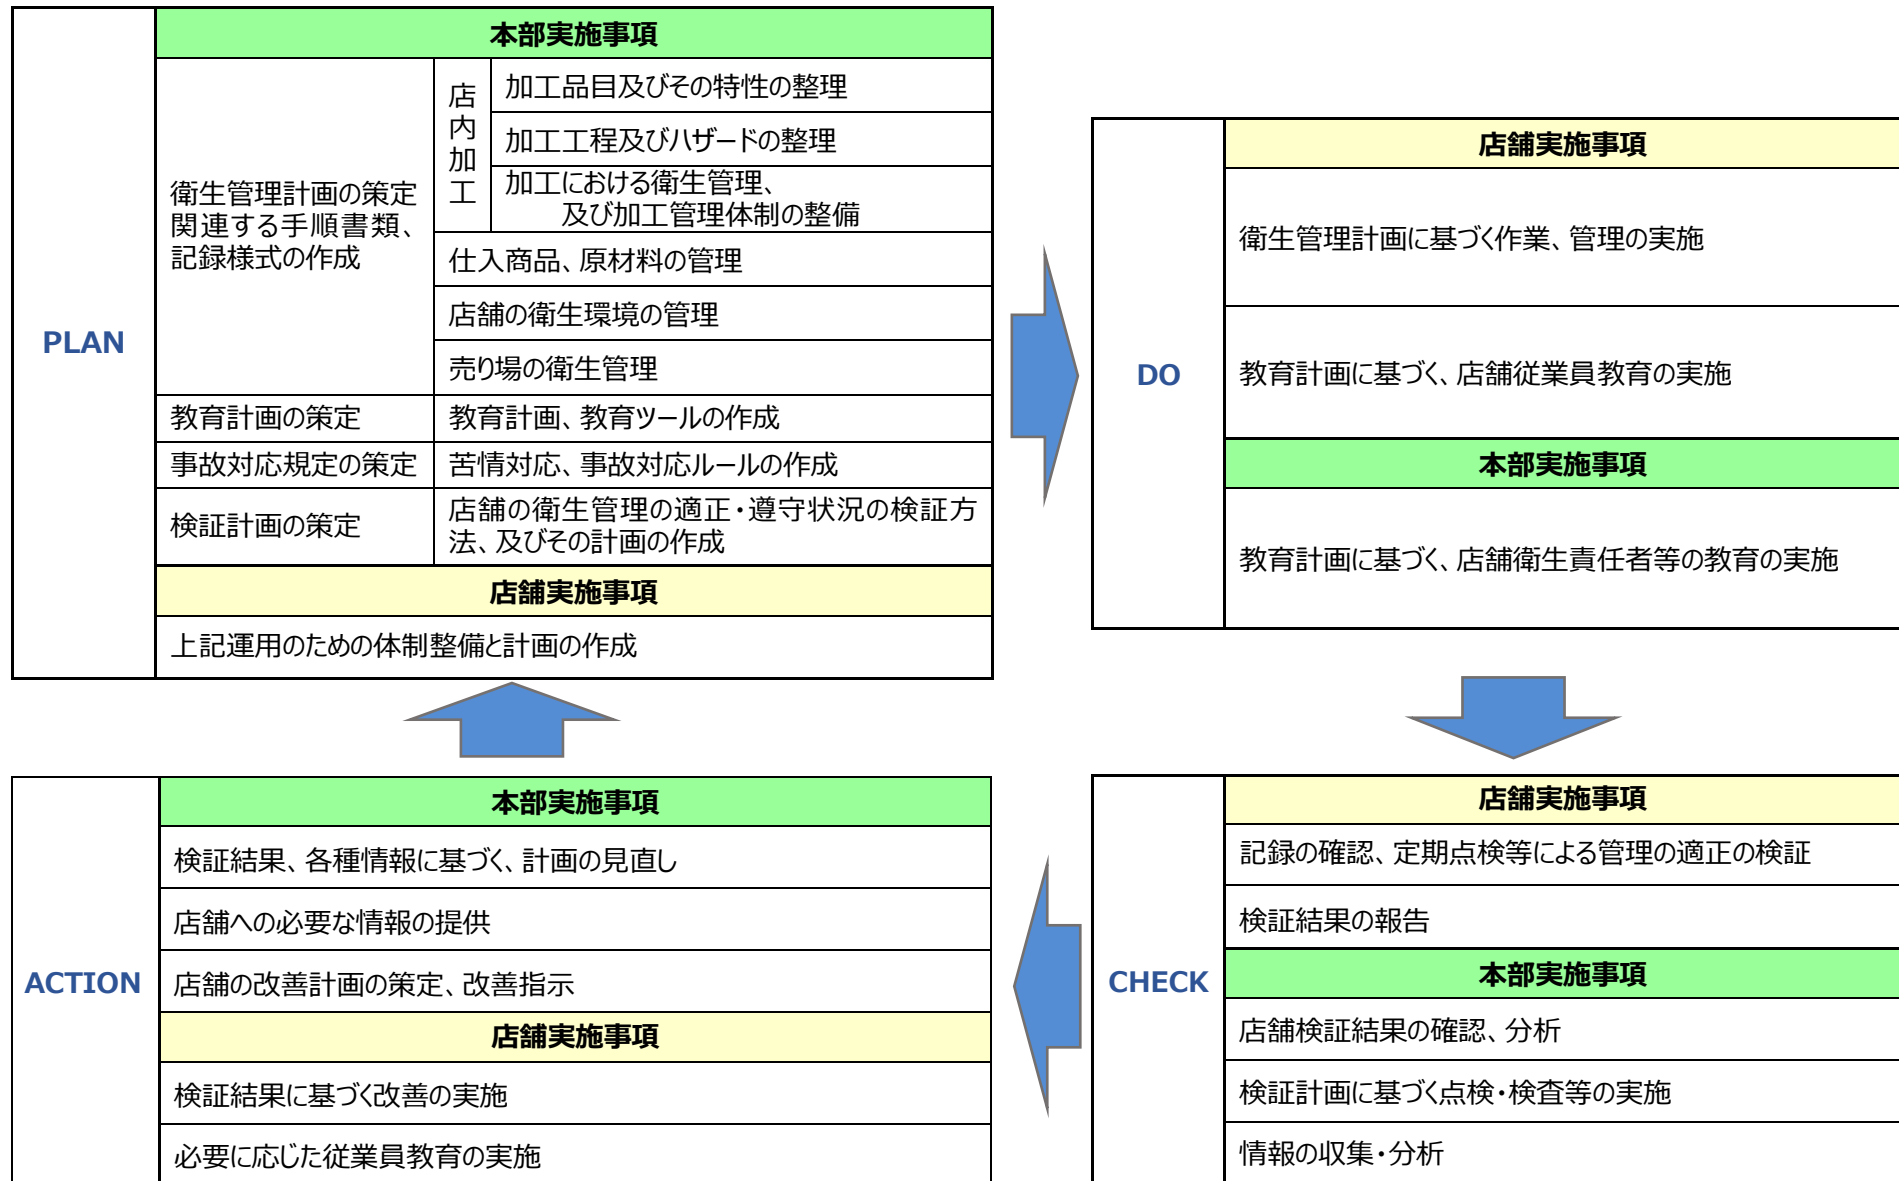 PLAN
本部実施事項
衛生管理計画の策定
関連する手順書類、
記録様式の作成
店内加工
加工品目及びその特性の整理
加工工程及びハザードの整理
加工における衛生管理、
及び加工管理体制の整備
仕入商品、原材料の管理
店舗の衛生環境の管理
売り場の衛生管理
教育計画の策定
教育計画、教育ツールの作成
事故対応規定の策定
苦情対応、事故対応ルールの作成
検証計画の策定
店舗の衛生管理の適正・遵守状況の検証方
法、及びその計画の作成
店舗実施事項
上記運用のための体制整備と計画の作成
DO
店舗実施事項
衛生管理計画に基づく作業、管理の実施
教育計画に基づく、店舗従業員教育の実施
本部実施事項
教育計画に基づく、店舗衛生責任者等の教育の実施
CHECK
店舗実施事項
記録の確認、定期点検等による管理の適正の検証
検証結果の報告
本部実施事項
店舗検証結果の確認、分析
検証計画に基づく点検・検査等の実施
情報の収集・分析
ACTION
本部実施事項
検証結果、各種情報に基づく、計画の見直し
店舗への必要な情報の提供
店舗の改善計画の策定、改善指示
店舗実施事項
検証結果に基づく改善の実施
必要に応じた従業員教育の実施